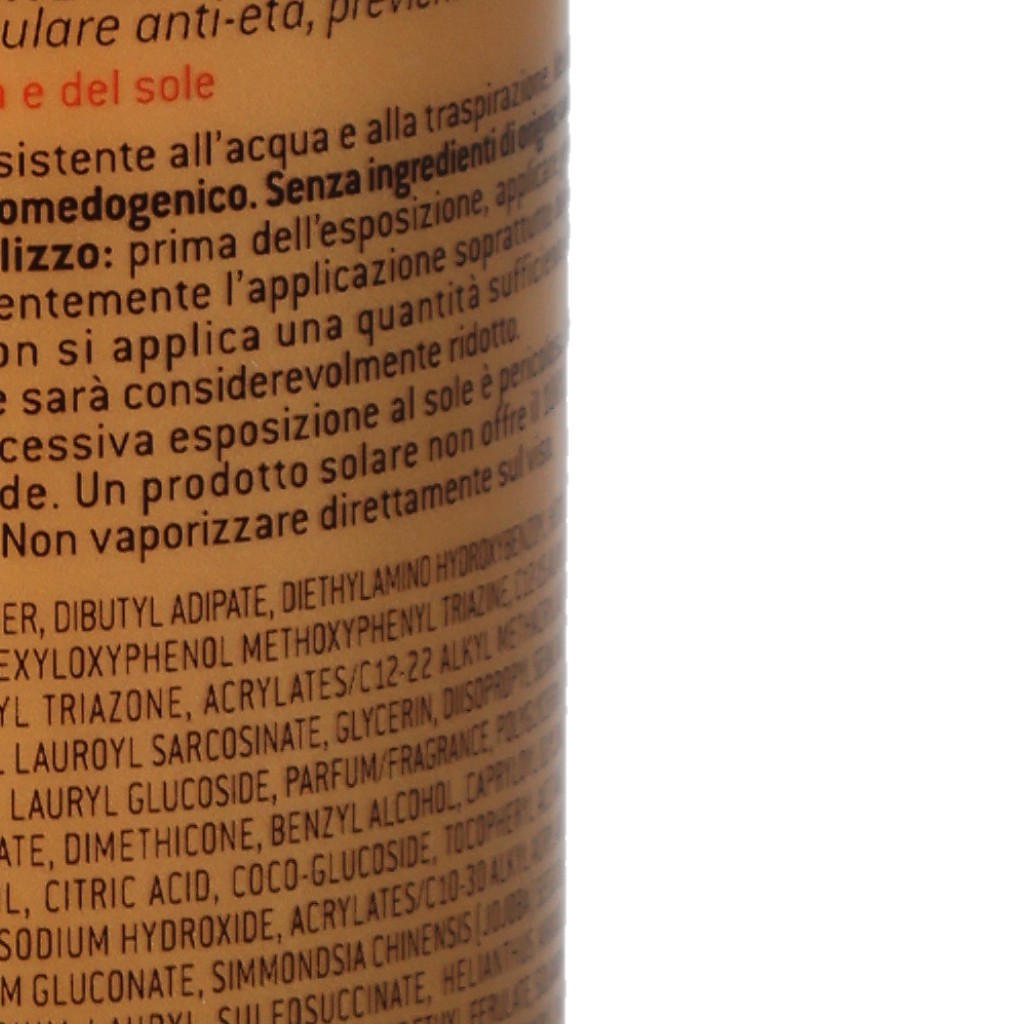 ulare anti-età,
e del sole
sistente all'acqua e alla traspirazione.
omedogenico. Senza ingredienti di
lizzo: prima dell'esposizione,
entemente l'applicazione
on si applica una quantità
e sarà considerevolmente ridotto.
cessiva esposizione al sole è
de. Un prodotto solare non offre il
Non vaporizzare direttamente sul viso.
ER, DIBUTYL ADIPATE, DIETHYLAMINO
EXYLOXYPHENOL METHOXYPHENYL TRIAZINE,
YL TRIAZONE, ACRYLATES/C12-22 ALKYL
LAUROYL SARCOSINATE, GLYCERIN,
LAURYL GLUCOSIDE, PARFUM/FRAGRANCE,
ATE, DIMETHICONE, BENZYL ALCOHOL,
L, CITRIC ACID, COCO-GLUCOSIDE,
SODIUM HYDROXIDE, ACRYLATES/C10-30 ALKYL
M GLUCONATE, SIMMONDSIA CHINENSIS (JOJOBA)
LAURYL SULFOSUCCINATE,